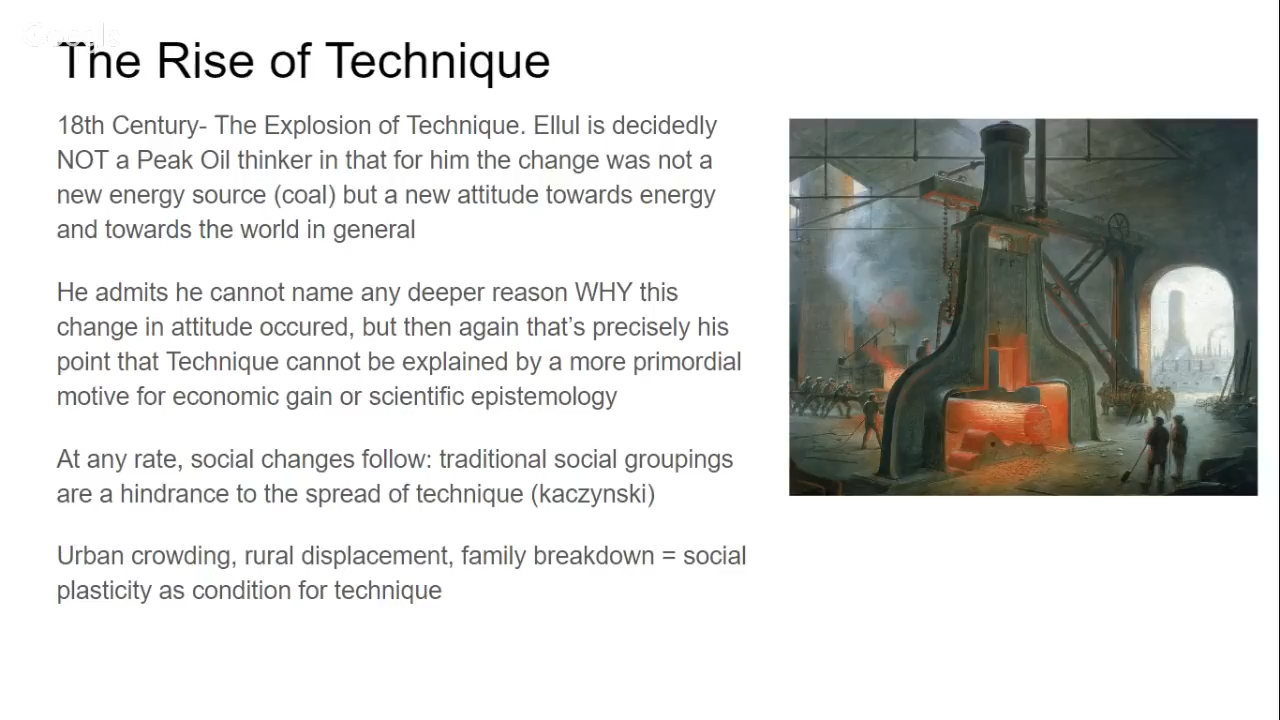 The Rise of Technique
18th Century- The Explosion of Technique. Ellul is decidedly
NOT a Peak Oil thinker in that for him the change was not a
new energy source (coal) but a new attitude towards energy
and towards the world in general
He admits he cannot name any deeper reason WHY this
change in attitude occured, but then again that’s precisely his
point that Technique cannot be explained by a more primordial
motive for economic gain or scientific epistemology
At any rate, social changes follow: traditional social groupings
are a hindrance to the spread of technique (kaczynski)
Urban crowding, rural displacement, family breakdown = social
plasticity as condition for technique